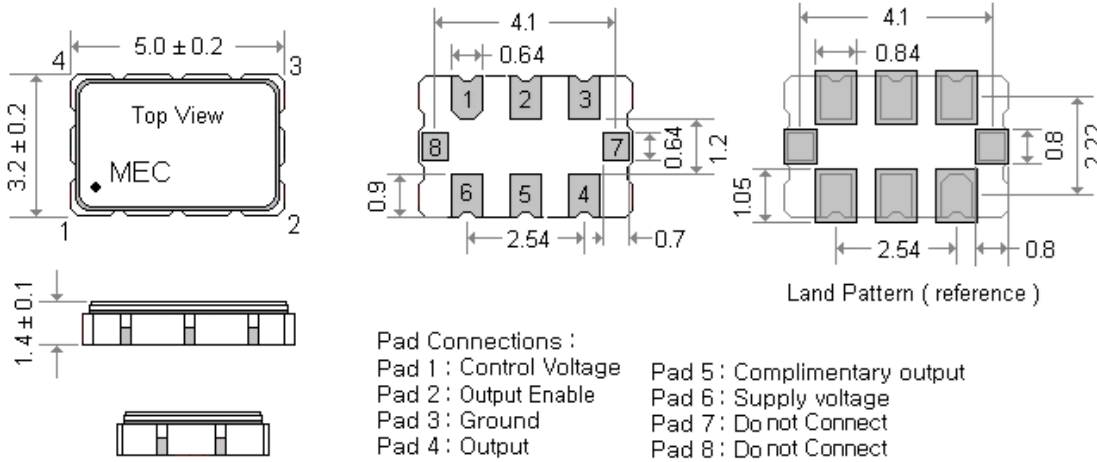 4
5.0 ± 0.2
3
3.2 ± 0.2
Top View
MEC
1
2
1.4 ± 0.1
4.1
0.64
1
2
3
8
7
0.64
1.2
6
5
4
0.9
2.54
0.7
4.1
0.84
0.8
2.22
1.05
2.54
0.8
Land Pattern ( reference )
Pad Connections :
Pad 1 : Control Voltage
Pad 2 : Output Enable
Pad 3 : Ground
Pad 4 : Output
Pad 5 : Complimentary output
Pad 6 : Supply voltage
Pad 7 : Do not Connect
Pad 8 : Do not Connect